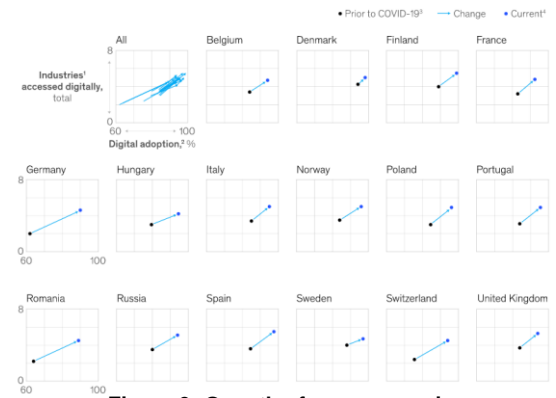 Prior to COVID-19³ Change Current⁴
All Belgium Denmark Finland France
8
Industries¹
accessed digitally,
total
0
60 100
Digital adoption,² %
Germany Hungary Italy Norway Poland Portugal
8
0
60 100
Romania Russia Spain Sweden Switzerland United Kingdom
8
0
60 100